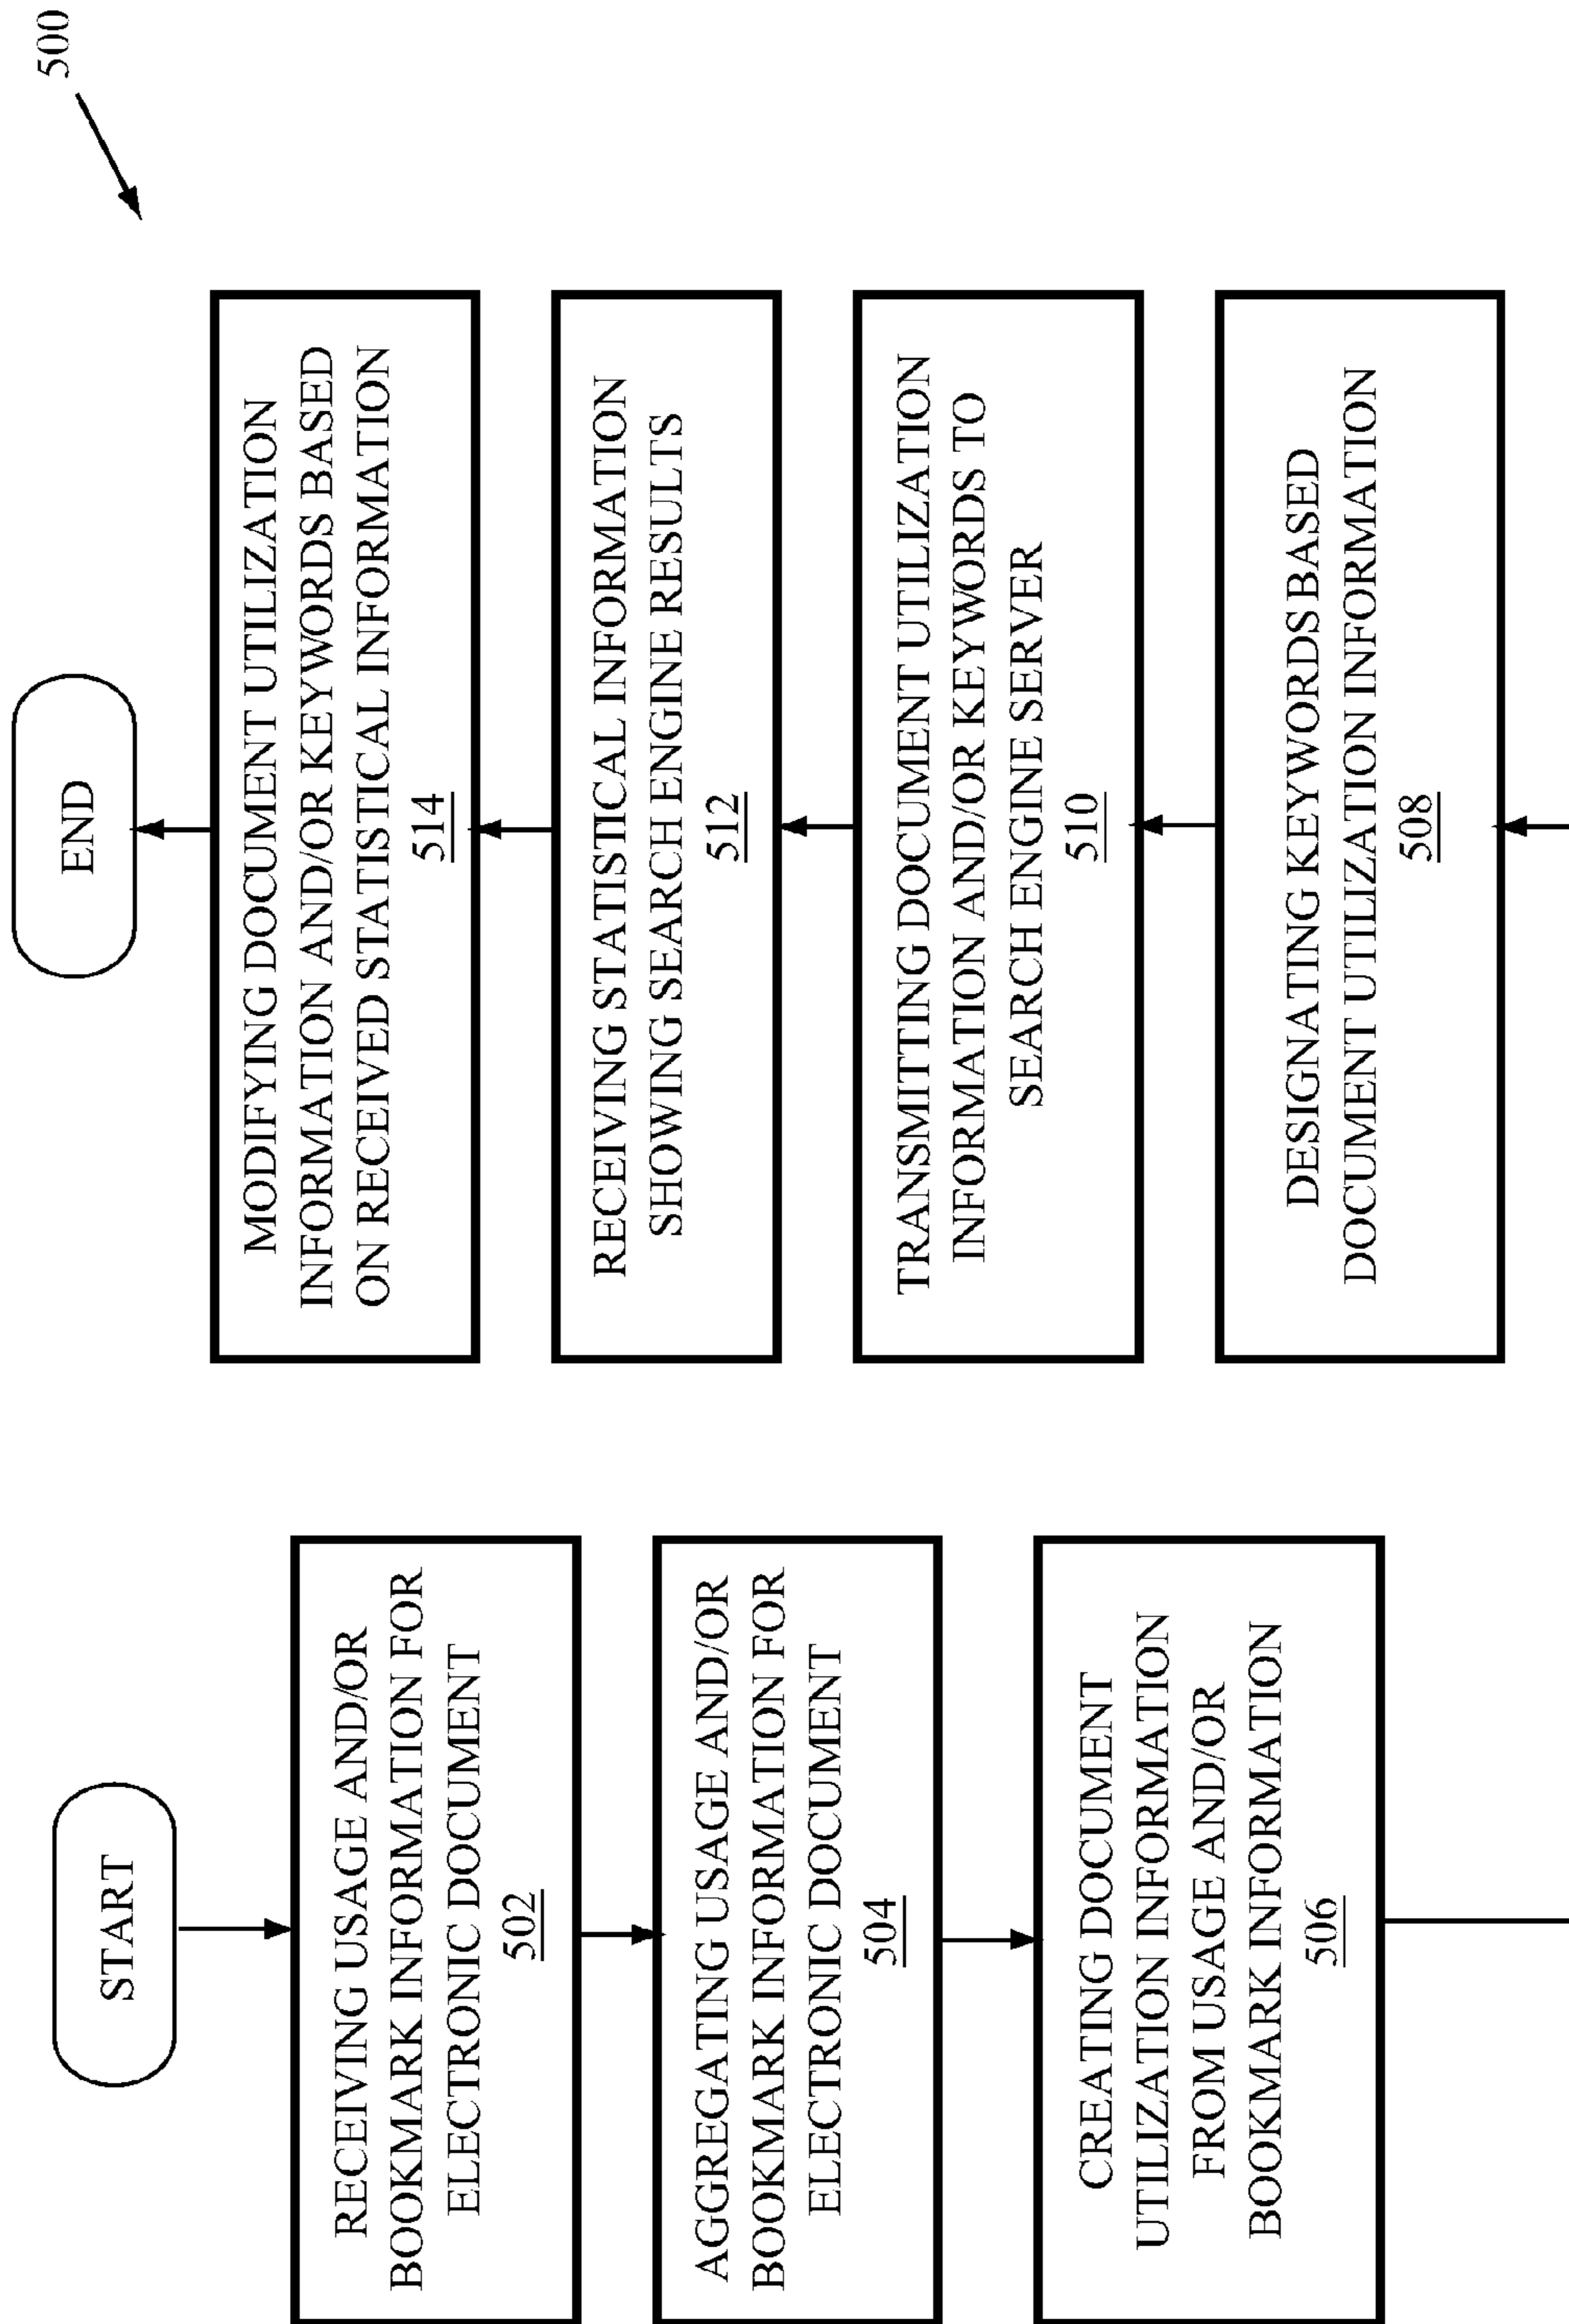 500
START
RECEIVING USAGE AND/OR
BOOKMARK INFORMATION FOR
ELECTRONIC DOCUMENT
502
AGGREGATING USAGE AND/OR
BOOKMARK INFORMATION FOR
ELECTRONIC DOCUMENT
504
CREATING DOCUMENT
UTILIZATION INFORMATION
FROM USAGE AND/OR
BOOKMARK INFORMATION
506
DESIGNATING KEYWORDS BASED
DOCUMENT UTILIZATION INFORMATION
508
TRANSMITTING DOCUMENT UTILIZATION
INFORMATION AND/OR KEYWORDS TO
SEARCH ENGINE SERVER
510
RECEIVING STATISTICAL INFORMATION
SHOWING SEARCH ENGINE RESULTS
512
MODIFYING DOCUMENT UTILIZATION
INFORMATION AND/OR KEYWORDS BASED
ON RECEIVED STATISTICAL INFORMATION
514
END